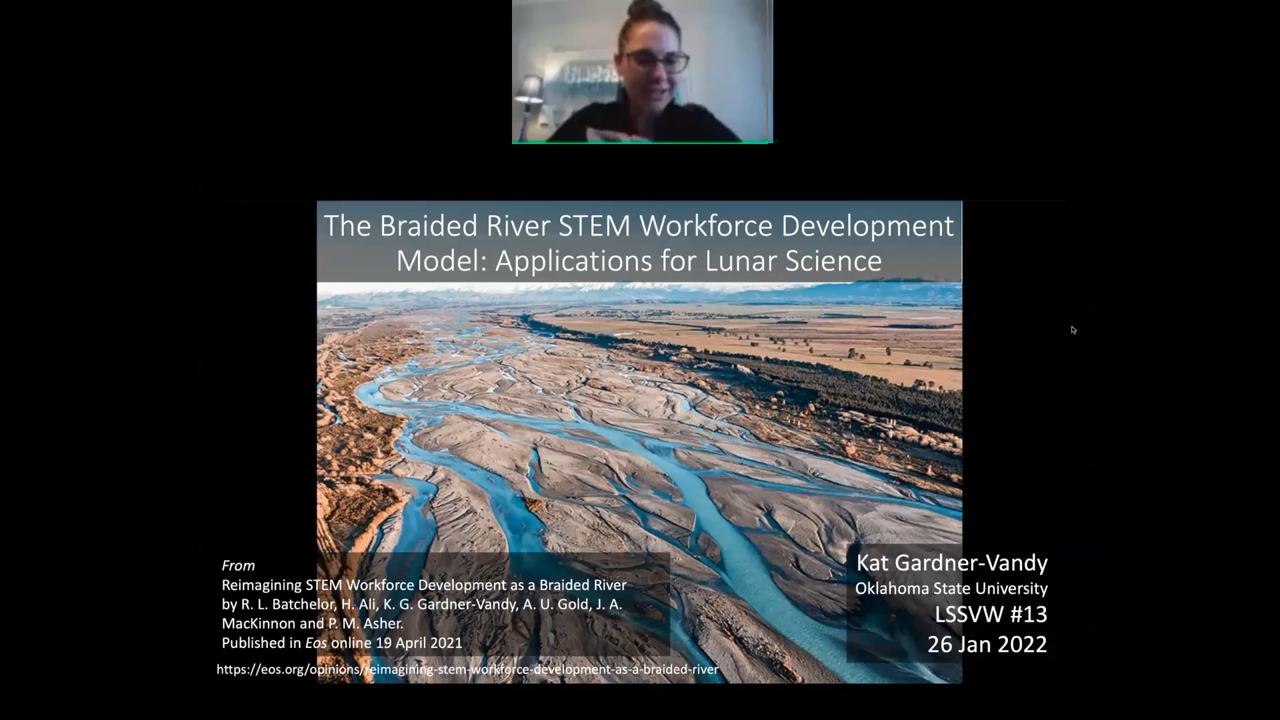 The Braided River STEM Workforce Development
Model: Applications for Lunar Science
From
Reimagining STEM Workforce Development as a Braided River
by R. L. Batchelor, H. Ali, K. G. Gardner-Vandy, A. U. Gold, J. A.
MacKinnon and P. M. Asher.
Published in Eos online 19 April 2021
https://eos.org/opinions/reimagining-stem-workforce-development-as-a-braided-river
Kat Gardner-Vandy
Oklahoma State University
LSSVW #13
26 Jan 2022